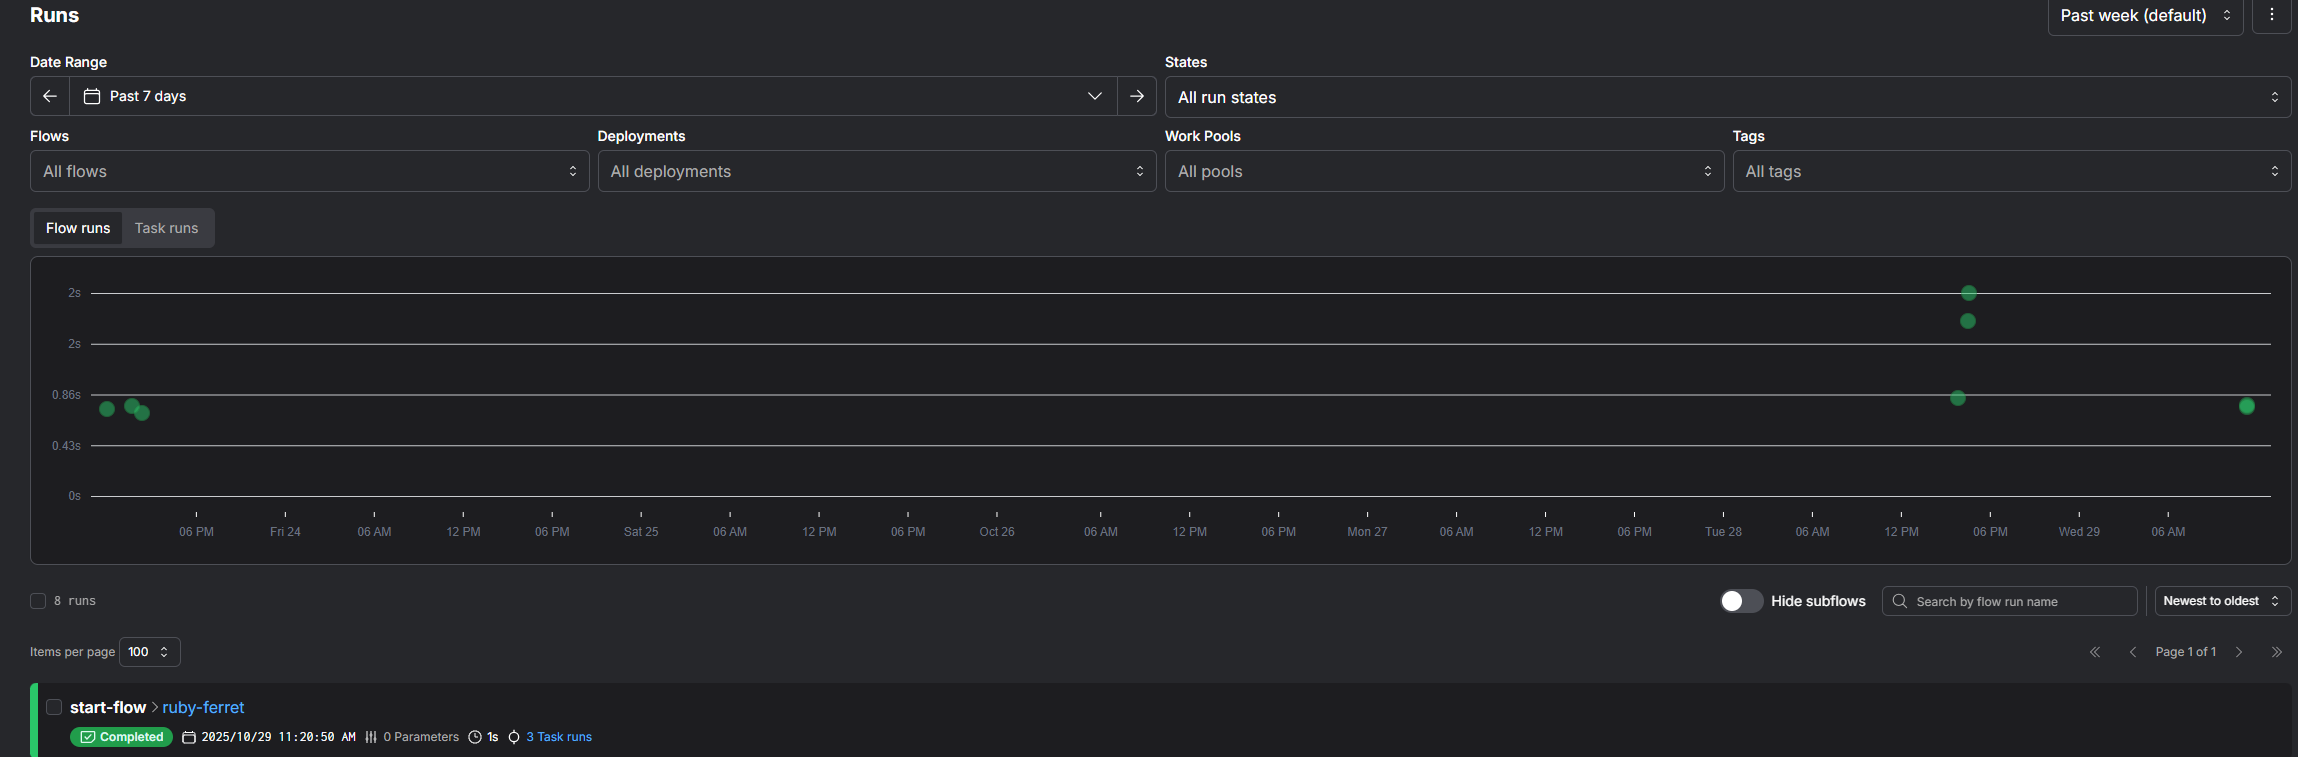 Runs
Past week (default)
Date Range
States
Past 7 days
All run states
Flows
Deployments
Work Pools
Tags
All flows
All deployments
All pools
All tags
Flow runs
Task runs
2s
2s
0.86s
0.43s
0s
06 PM Fri 24 06 AM 12 PM 06 PM Sat 25 06 AM 12 PM 06 PM Oct 26 06 AM 12 PM 06 PM Mon 27 06 AM 12 PM 06 PM Tue 28 06 AM 12 PM 06 PM Wed 29 06 AM
8 runs
Hide subflows
Search by flow run name
Newest to oldest
Items per page 100
Page 1 of 1
start-flow > ruby-ferret
Completed 2025/10/29 11:20:50 AM 0 Parameters 1s 3 Task runs